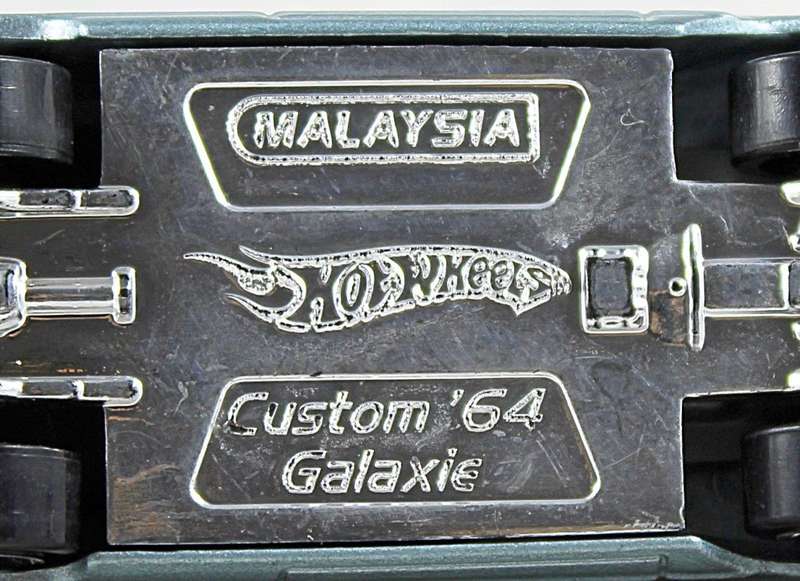 MALAYSIA
HOT WHEELS
Custom '64
Galaxie